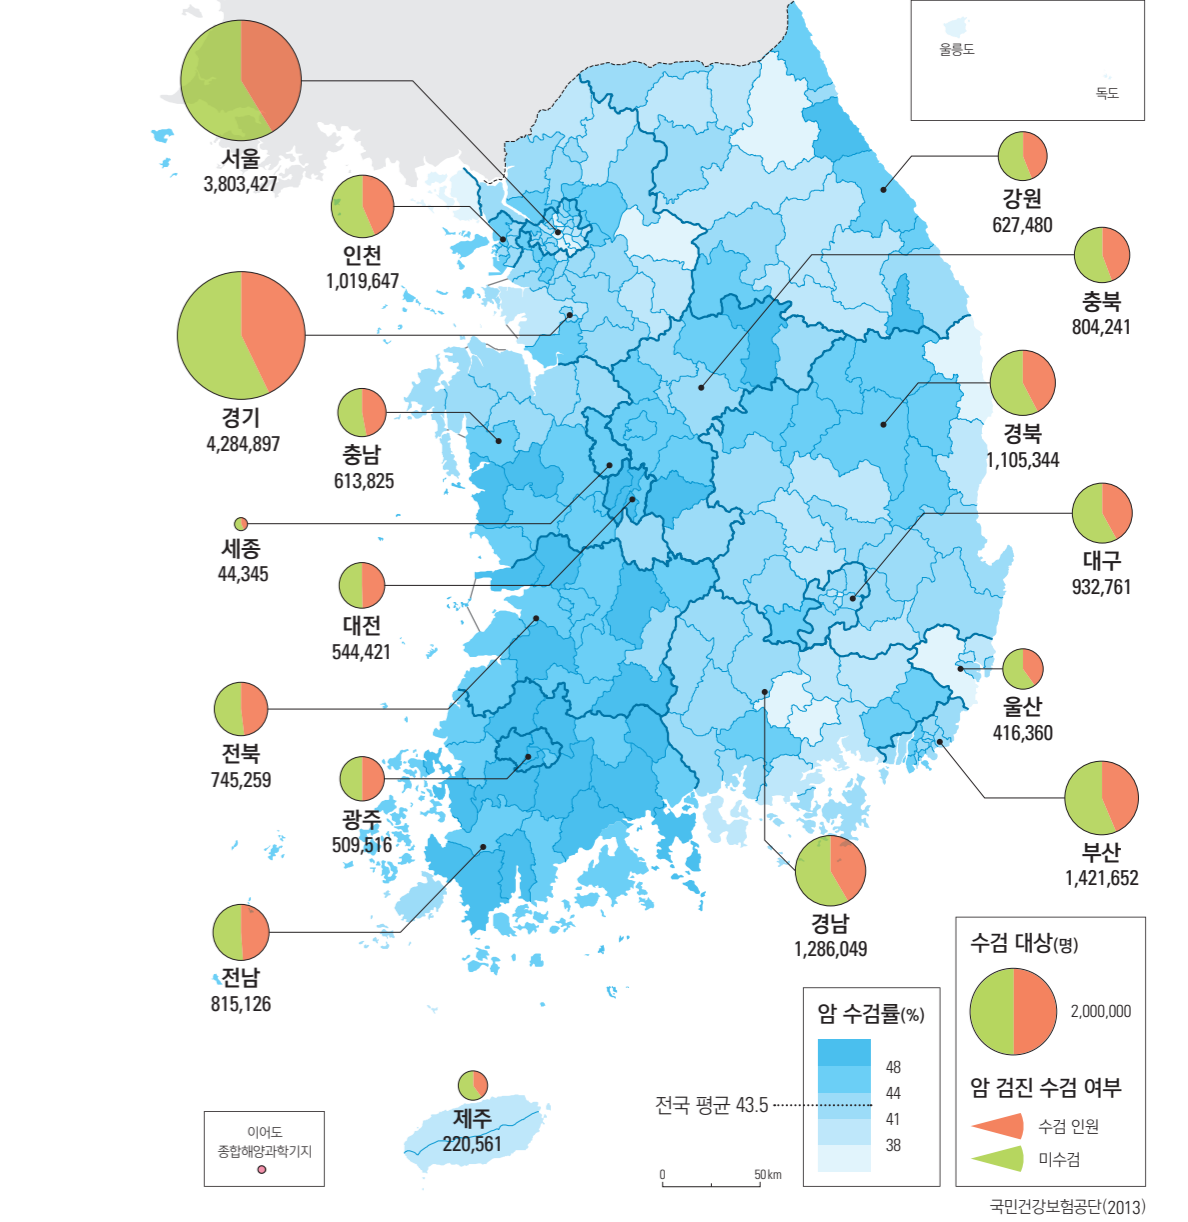 울릉도
독도
서울
3,803,427
강원
627,480
인천
1,019,647
충북
804,241
경기
4,284,897
경북
1,105,344
충남
613,825
대구
932,761
세종
44,345
대전
544,421
울산
416,360
전북
745,259
광주
509,516
부산
1,421,652
경남
1,286,049
전남
815,126
수검 대상(명)
2,000,000
암 검진 수검 여부
수검 인원
미수검
암 수검률(%)
48
44
41
38
전국 평균 43.5
0
50km
제주
220,561
이어도
종합해양과학기지
국민건강보험공단(2013)